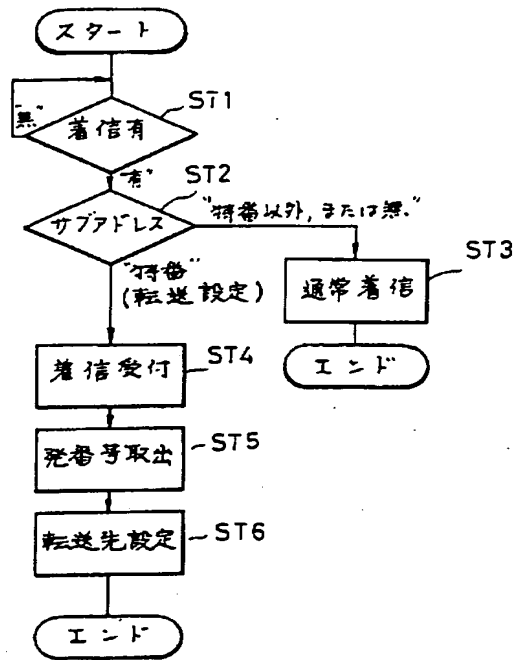 スタート
ST1
"無"
着信有
"有"
ST2
サブアドレス
"特番以外,または無."
"特番"
(転送設定)
ST3
通常着信
エンド
着信受付
ST4
発番号取出
ST5
転送先設定
ST6
エンド